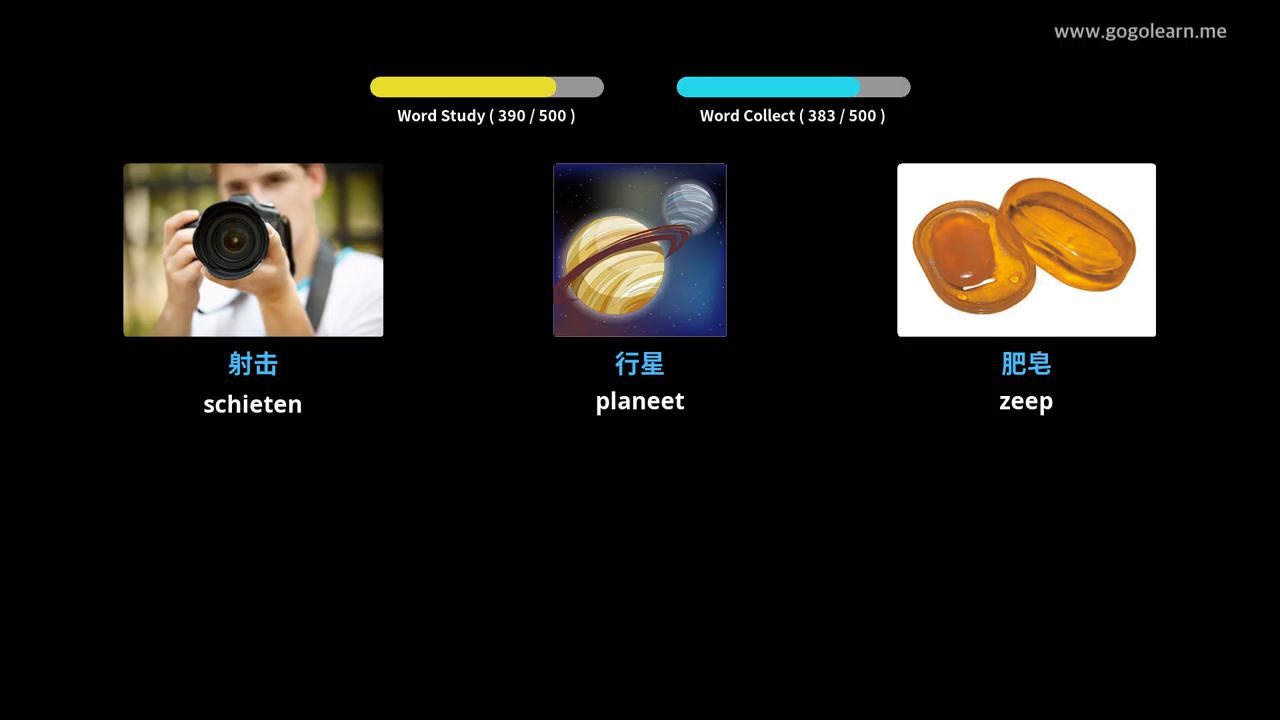 www.gogolearn.me
Word Study ( 390 / 500 )
Word Collect ( 383 / 500 )
射击
行星
肥皂
schieten
planeet
zeep